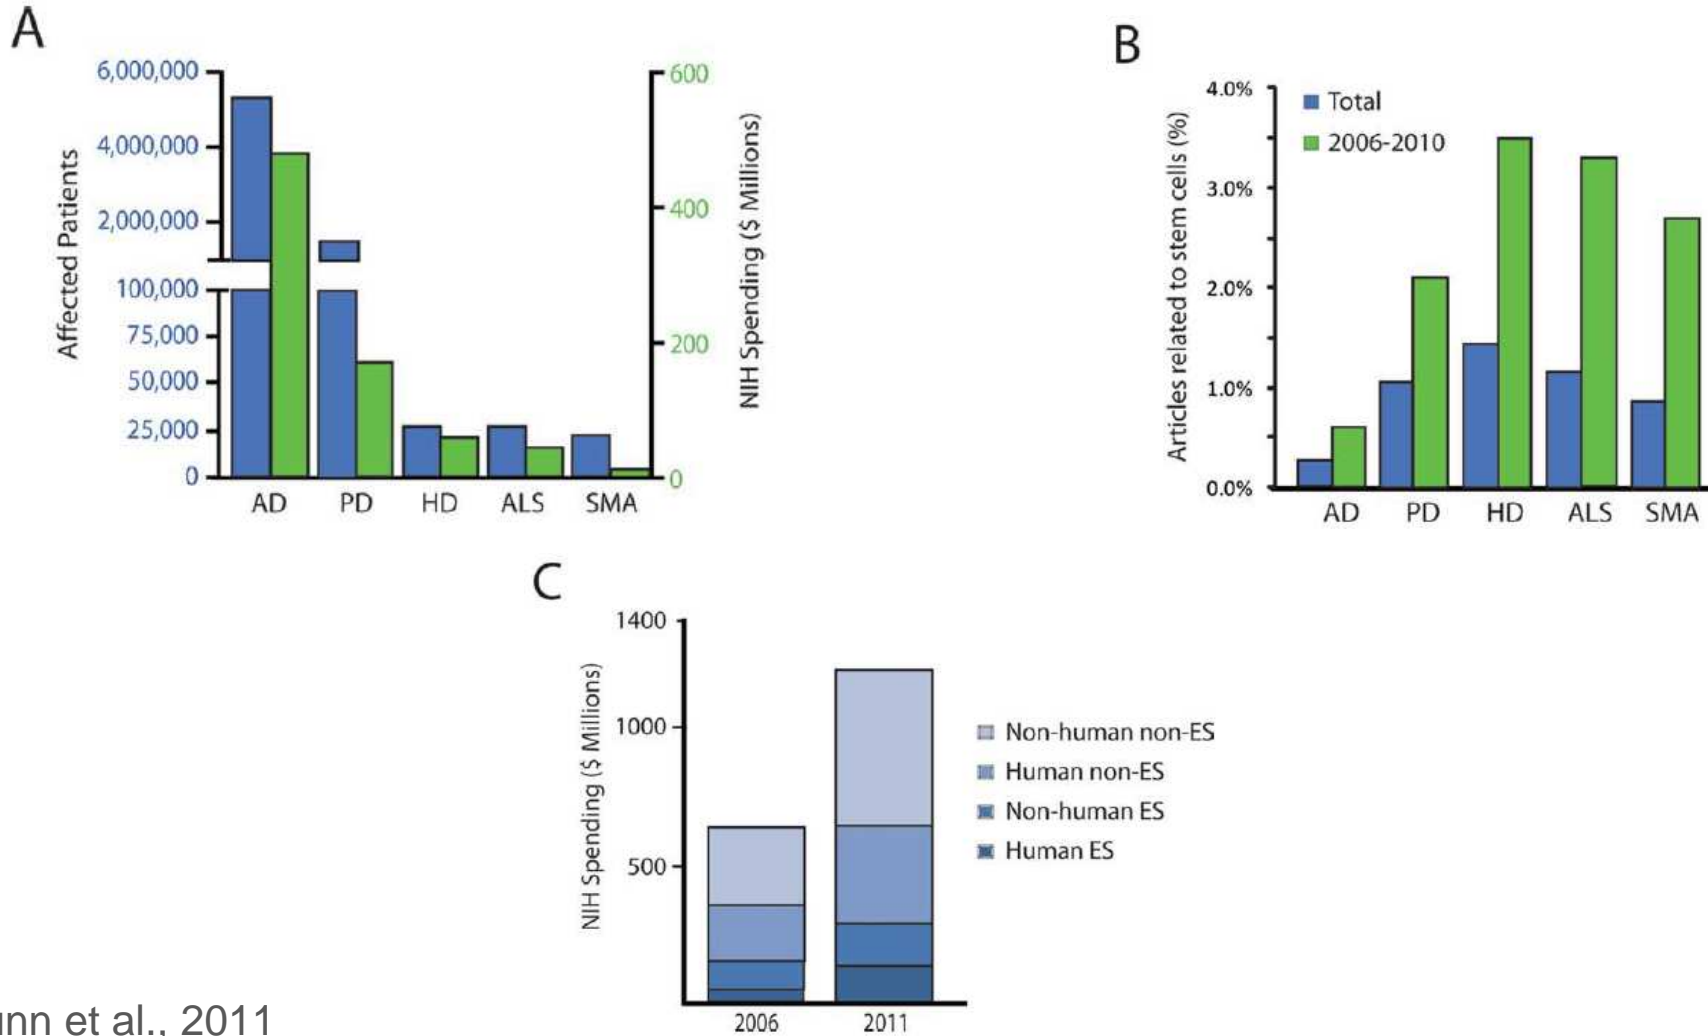 A
6,000,000
4,000,000
2,000,000
100,000
75,000
50,000
25,000
0
Affected Patients
600
400
200
0
NIH Spending ($ Millions)
AD PD HD ALS SMA
B
4.0%
3.0%
2.0%
1.0%
0.0%
Articles related to stem cells (%)
Total
2006-2010
AD PD HD ALS SMA
C
1400
1000
500
NIH Spending ($ Millions)
Non-human non-ES
Human non-ES
Non-human ES
Human ES
2006 2011
et al., 2011